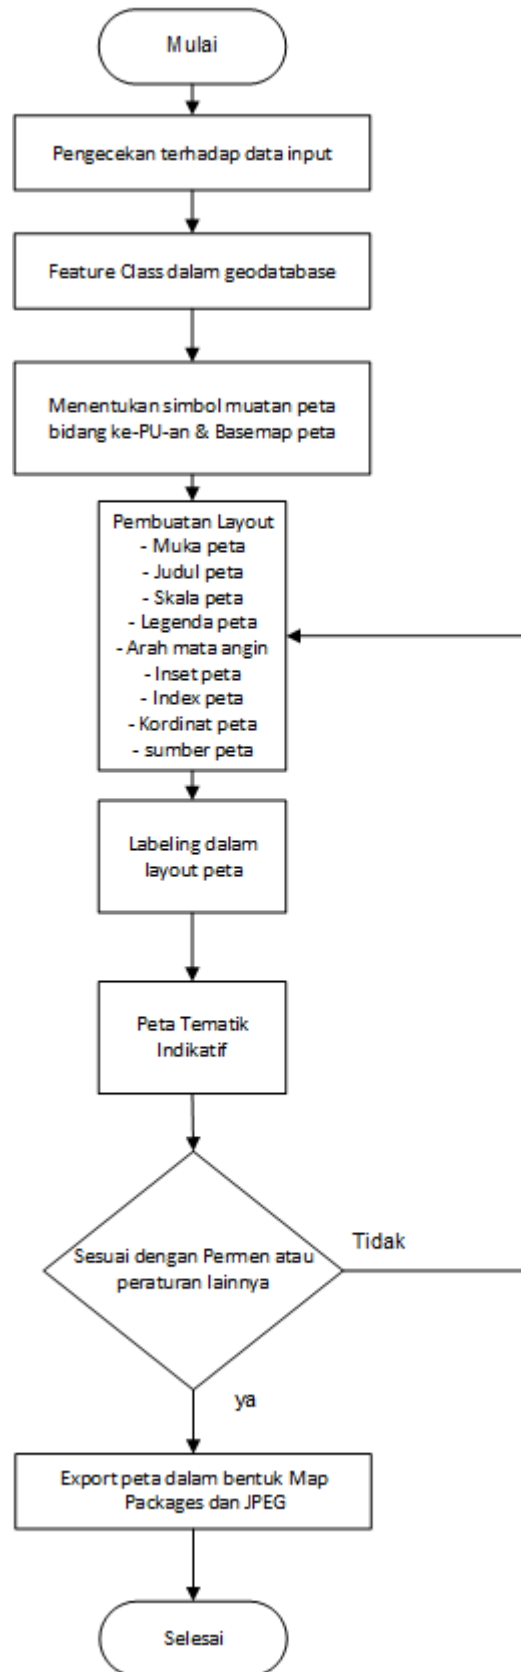 Mulai
Pengecekan terhadap data input
Feature Class dalam geodatabase
Menentukan simbol muatan peta
bidang ke-PU-an & Basemap peta
Pembuatan Layout
- Muka peta
- Judul peta
- Skala peta
- Legenda peta
- Arah mata angin
- Inset peta
- Index peta
- Kordinat peta
- sumber peta
Labeling dalam
layout peta
Peta Tematik
Indikatif
Sesuai dengan Permen atau
peraturan lainnya
Tidak
ya
Export peta dalam bentuk Map
Packages dan JPEG
Selesai